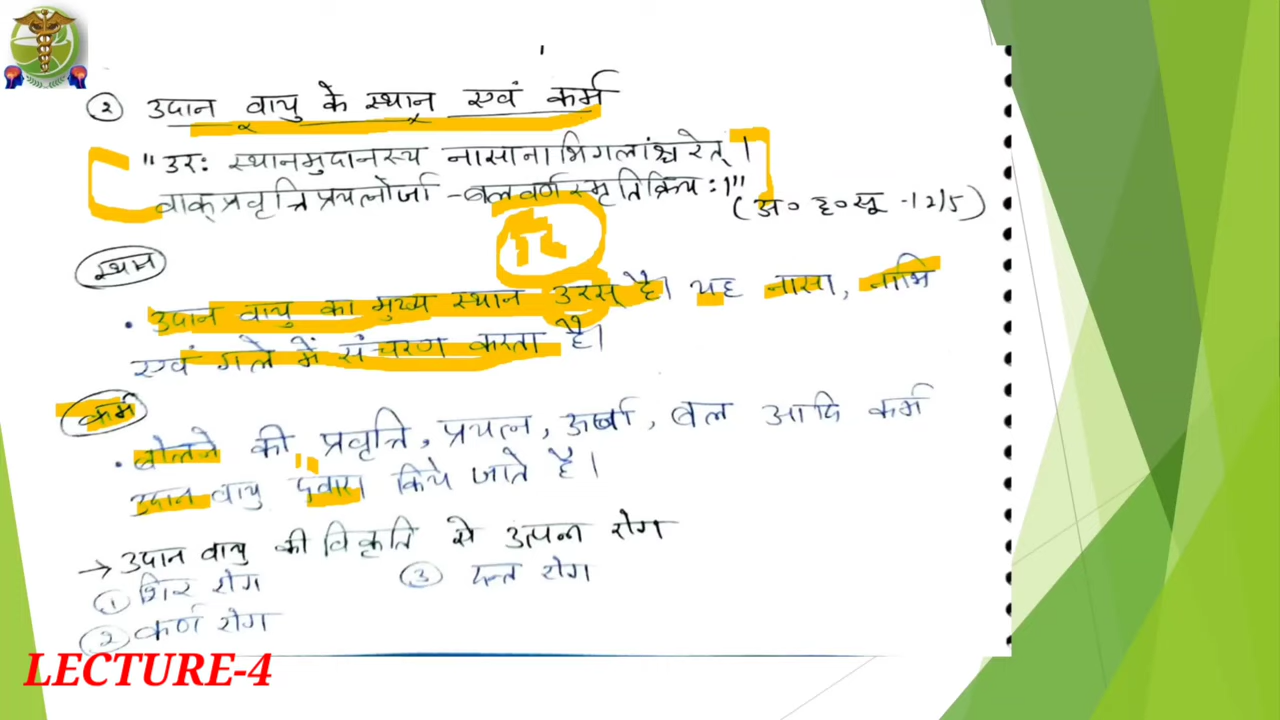 ② उदान वायु के स्थान एवं कर्म
"उरः स्थानमुदानस्य नासानाभिगलांश्चरेत् ।
वाक्प्रवृत्तिप्रयत्नोर्जा -बलवर्णस्मृतिक्रियः ।"
(अ० ह० सू -12/5)
स्थान
• उदान वायु का मुख्य स्थान उरस् है। यह नासा, नाभि
एवं गले में संचरण करता है।
कर्म
• बोलने की प्रवृत्ति, प्रयत्न, ऊर्जा, बल आदि कर्म
उदान वायु द्वारा किये जाते है।
→ उदान वायु की विकृति से उत्पन्न रोग
① शिर रोग ③ दन्त रोग
② कर्ण रोग
LECTURE-4